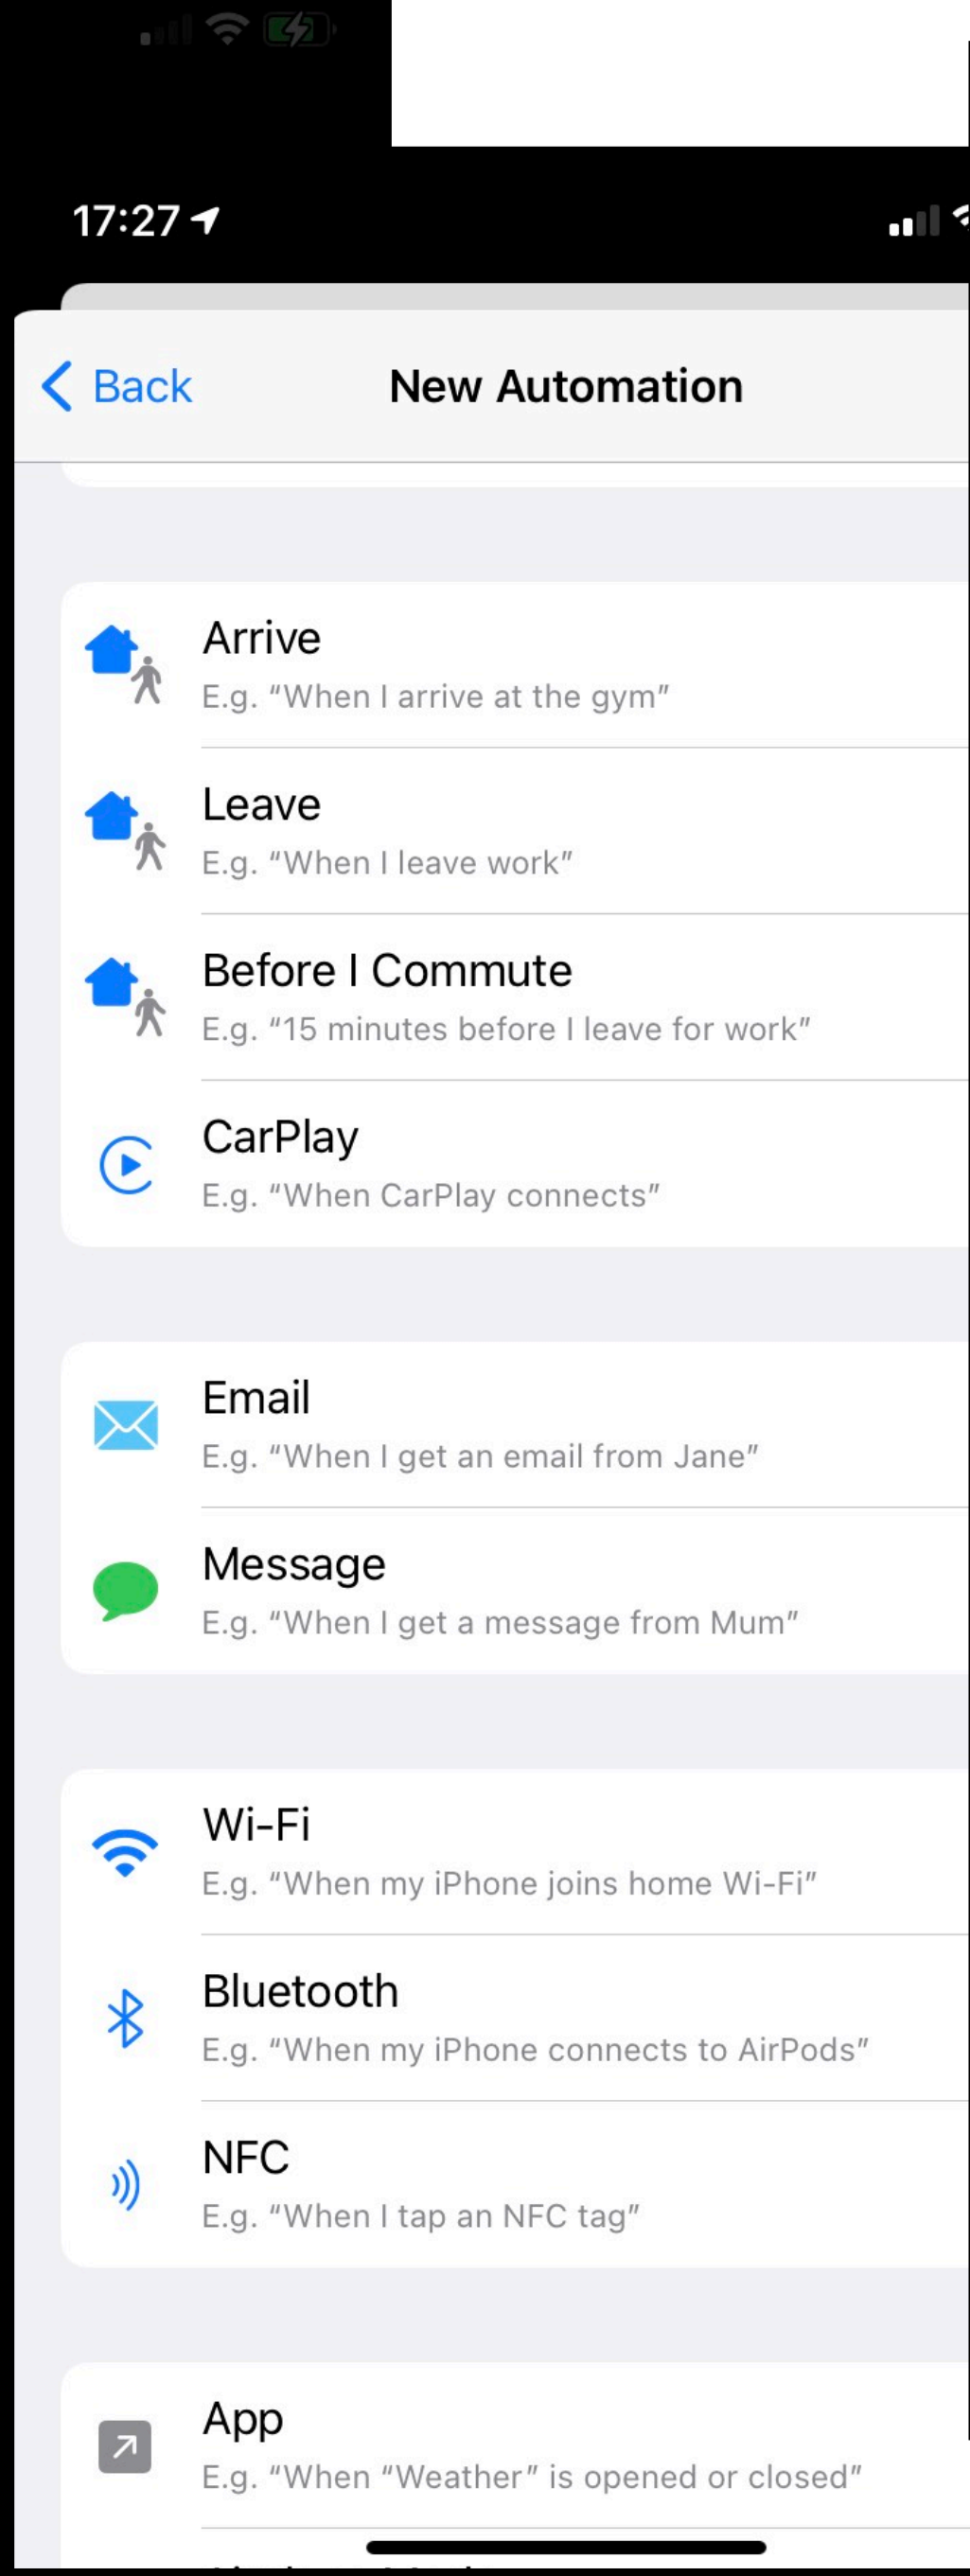 17:27
Back
New Automation
Arrive
E.g. “When I arrive at the gym”
Leave
E.g. “When I leave work”
Before I Commute
E.g. “15 minutes before I leave for work”
CarPlay
E.g. “When CarPlay connects”
Email
E.g. “When I get an email from Jane”
Message
E.g. “When I get a message from Mum”
Wi-Fi
E.g. “When my iPhone joins home Wi-Fi”
Bluetooth
E.g. “When my iPhone connects to AirPods”
NFC
E.g. “When I tap an NFC tag”
App
E.g. “When “Weather” is opened or closed”